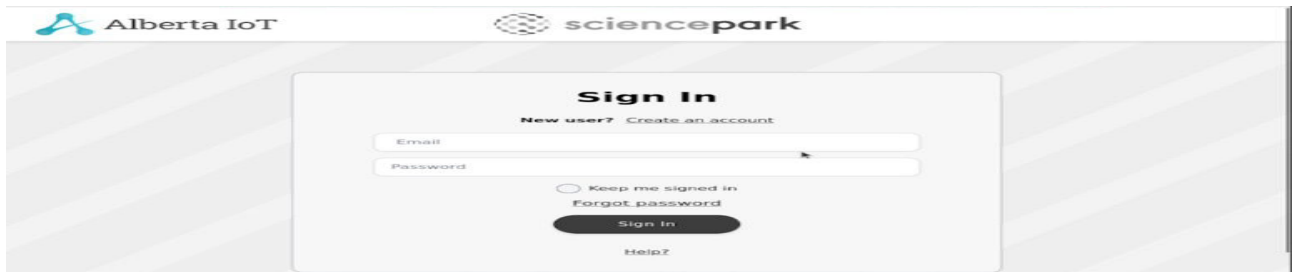 Alberta IoT
sciencepark
Sign In
New user? Create an account
Email
Password
Keep me signed in
Forgot password
Sign In
Help?